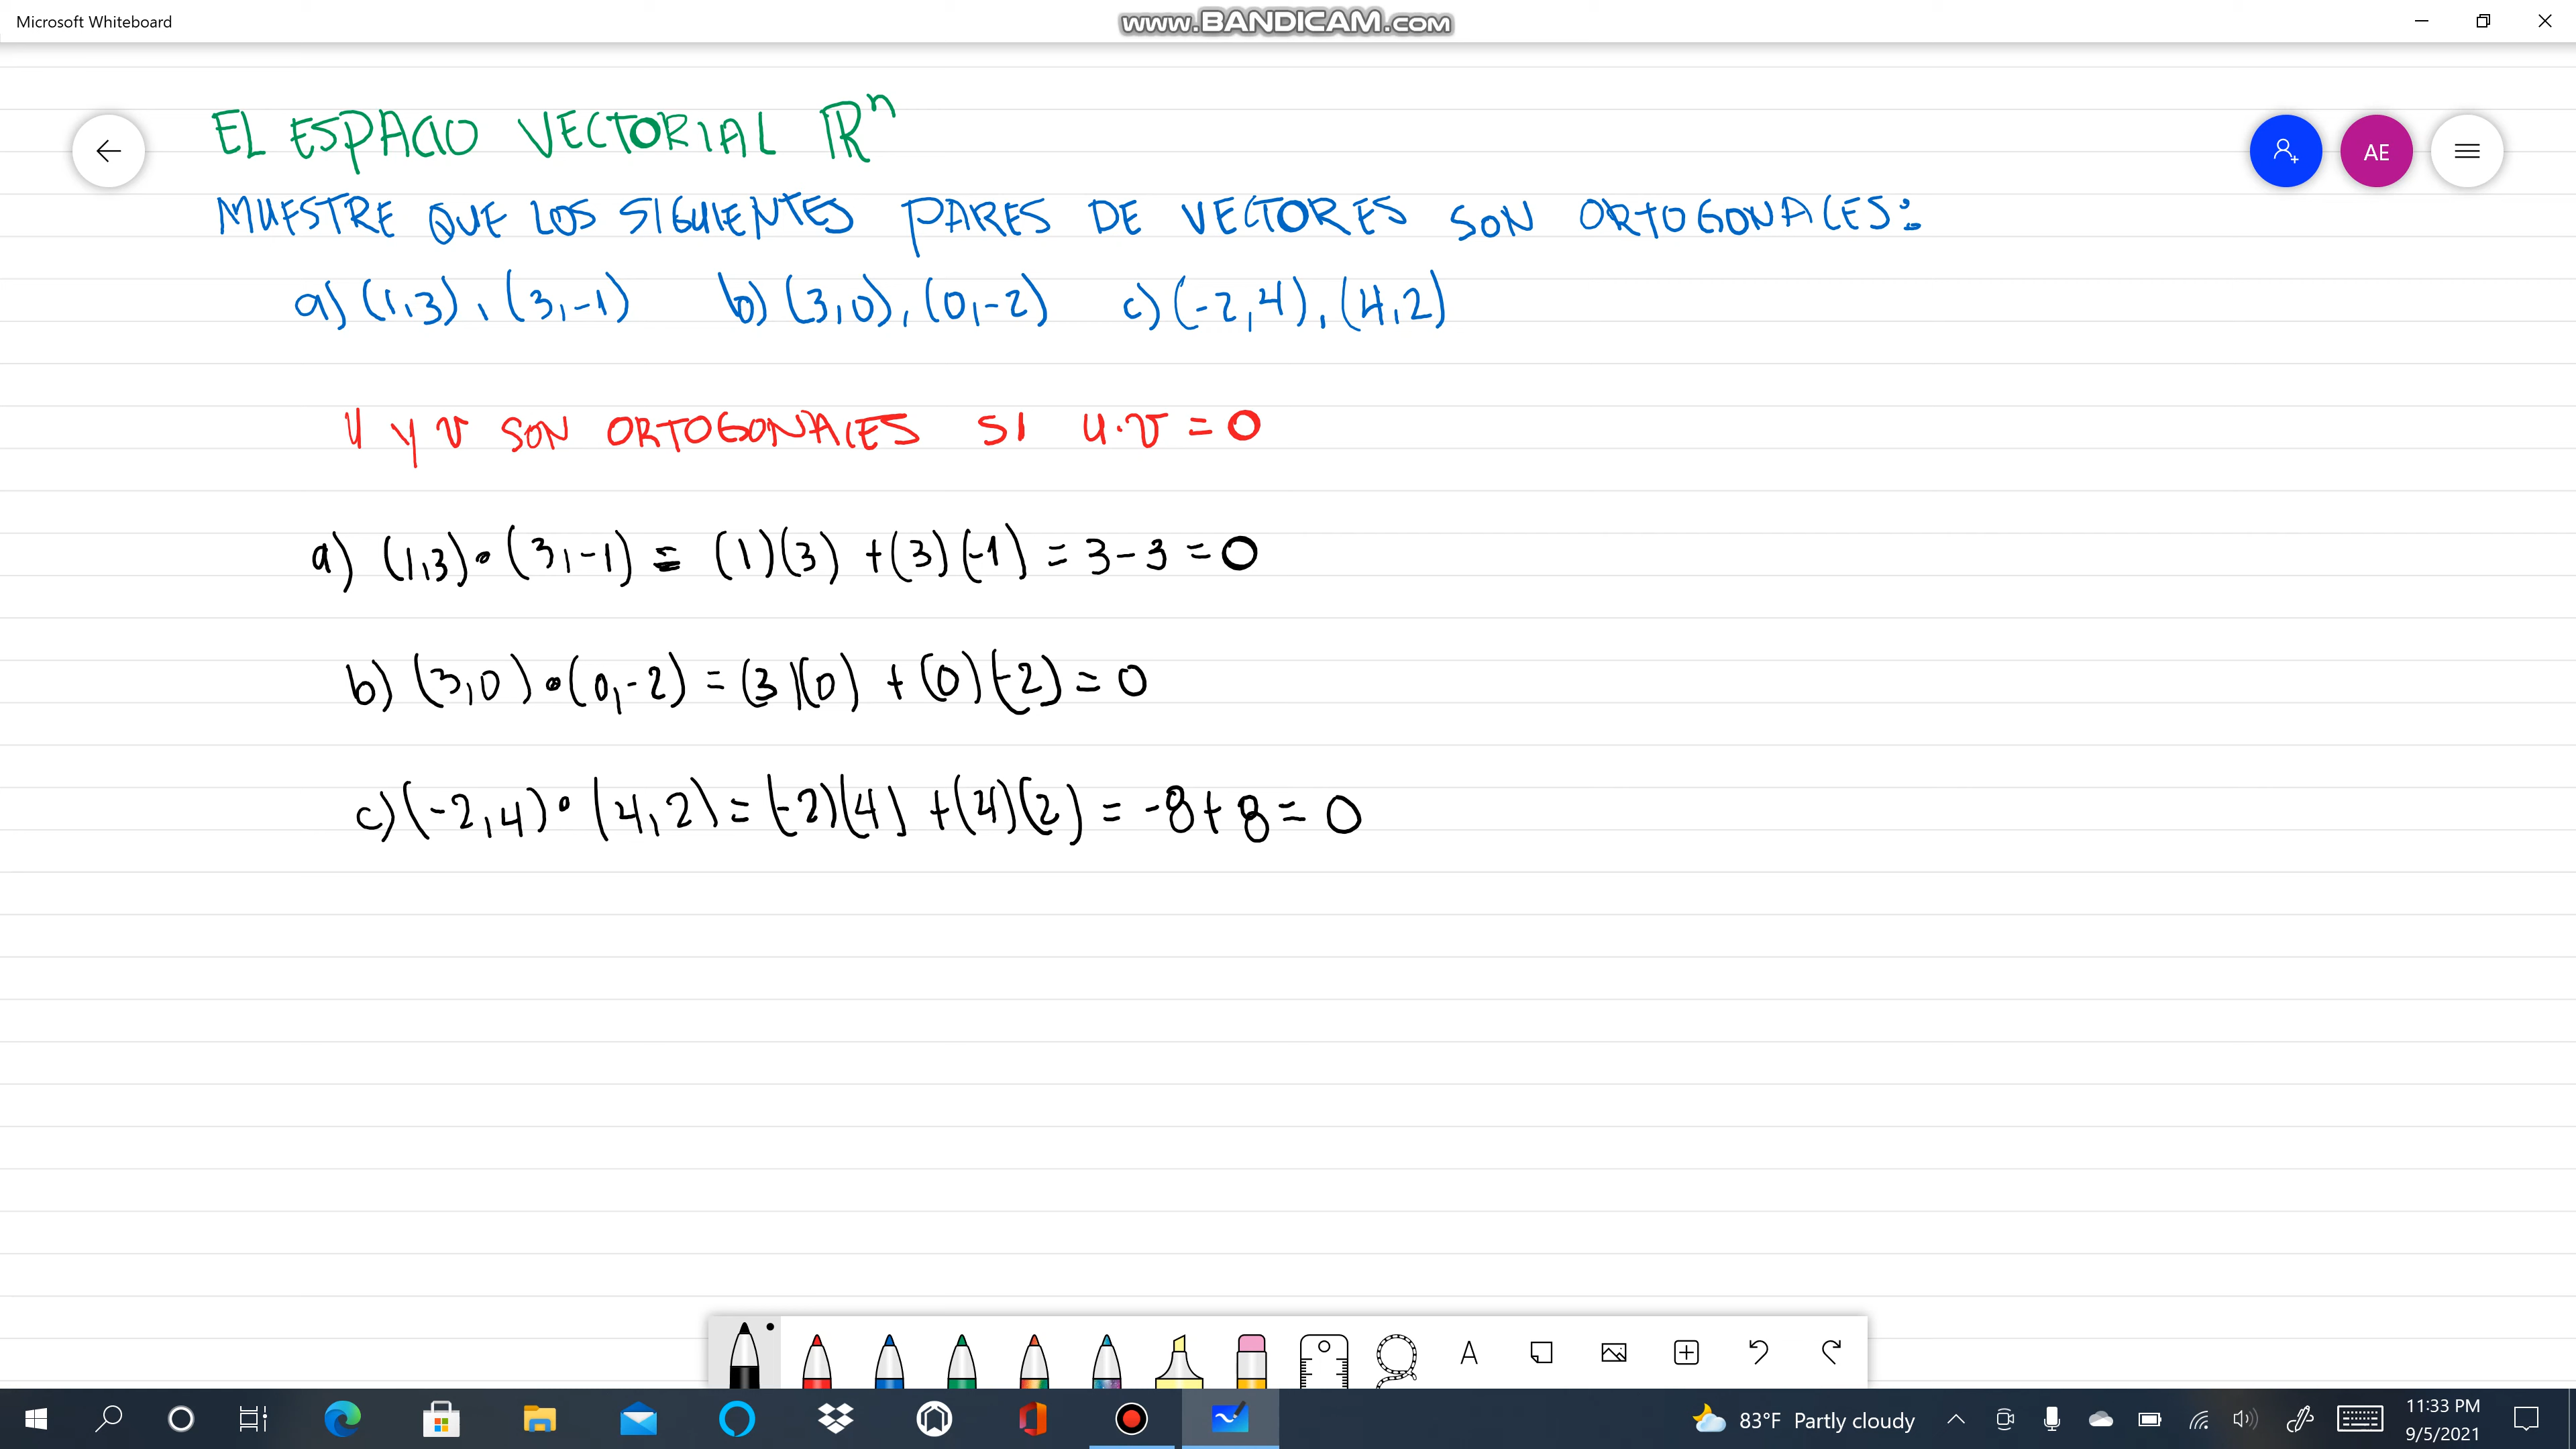 Microsoft Whiteboard
www.BANDICAM.com
EL ESPACIO VECTORIAL ℝⁿ
AE
MUESTRE QUE LOS SIGUIENTES PARES DE VECTORES SON ORTOGONALES:
a) (1,3), (3,-1) b) (3,0), (0,-2) c) (-2,4), (4,2)
u y v SON ORTOGONALES SI u·v = 0
a) (1,3)·(3,-1) = (1)(3) + (3)(-1) = 3 - 3 = 0
b) (3,0)·(0,-2) = (3)(0) + (0)(-2) = 0
c) (-2,4)·(4,2) = (-2)(4) + (4)(2) = -8 + 8 = 0
A
83°F Partly cloudy
11:33 PM
9/5/2021